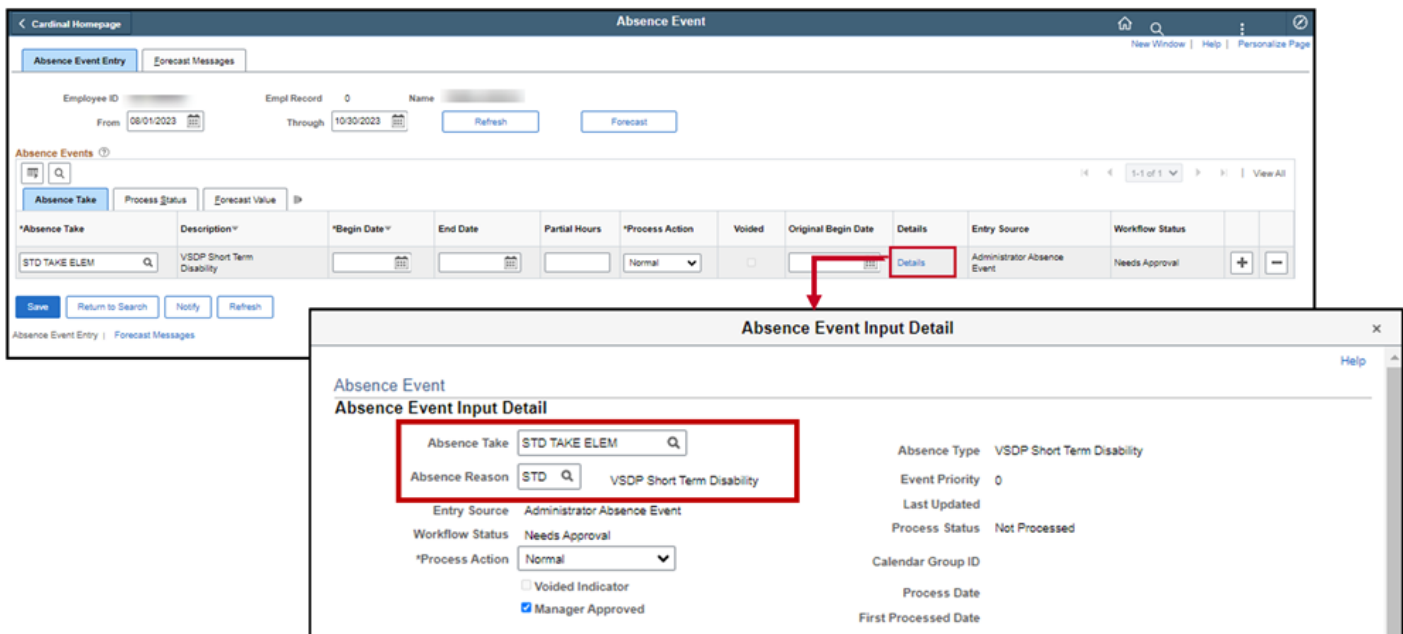 Cardinal Homepage Absence Event
New Window | Help | Personalize Page
Absence Event Entry Forecast Messages
Employee ID Empl Record 0 Name
From 08/01/2023 Through 10/30/2023 Refresh Forecast
Absence Events
1-1 of 1 | View All
Absence Take Process Status Forecast Value
*Absence Take Description *Begin Date End Date Partial Hours *Process Action Voided Original Begin Date Details Entry Source Workflow Status
STD TAKE ELEM VSDP Short Term Disability Normal Details Administrator Absence Event Needs Approval
Save Return to Search Notify Refresh
Absence Event Entry | Forecast Messages
Absence Event Input Detail
Help
Absence Event
Absence Event Input Detail
Absence Take STD TAKE ELEM Absence Type VSDP Short Term Disability
Absence Reason STD VSDP Short Term Disability Event Priority 0
Entry Source Administrator Absence Event Last Updated
Workflow Status Needs Approval Process Status Not Processed
*Process Action Normal Calendar Group ID
Voided Indicator Process Date
Manager Approved First Processed Date